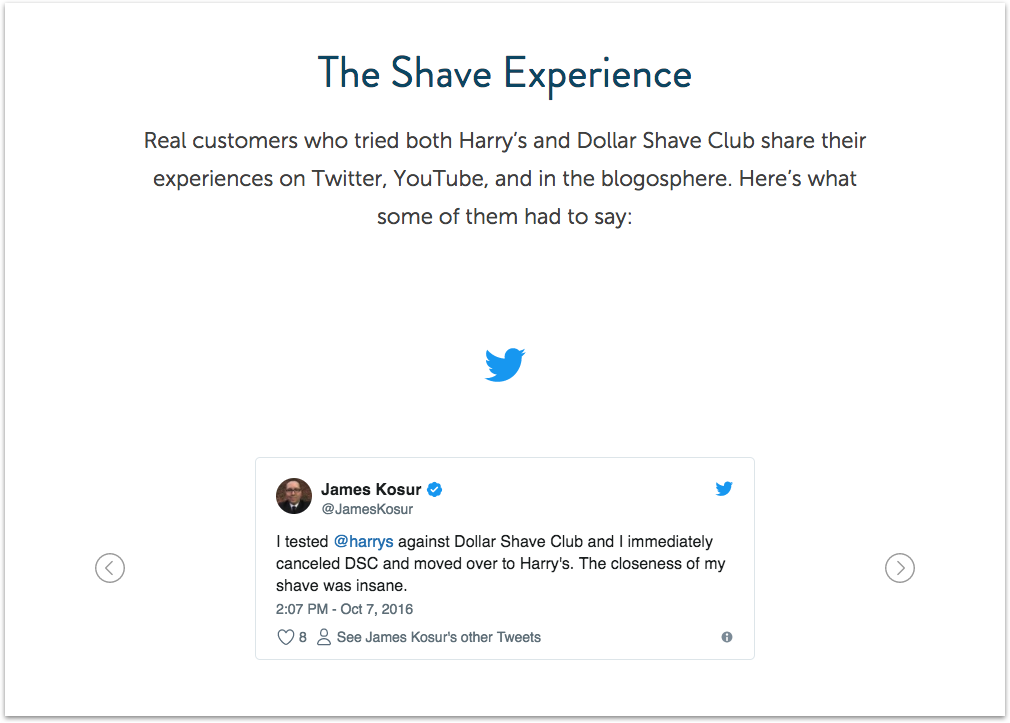 The Shave Experience
Real customers who tried both Harry’s and Dollar Shave Club share their
experiences on Twitter, YouTube, and in the blogosphere. Here’s what
some of them had to say:
James Kosur
@JamesKosur
I tested @harrys against Dollar Shave Club and I immediately
canceled DSC and moved over to Harry's. The closeness of my
shave was insane.
2:07 PM - Oct 7, 2016
8 See James Kosur's other Tweets